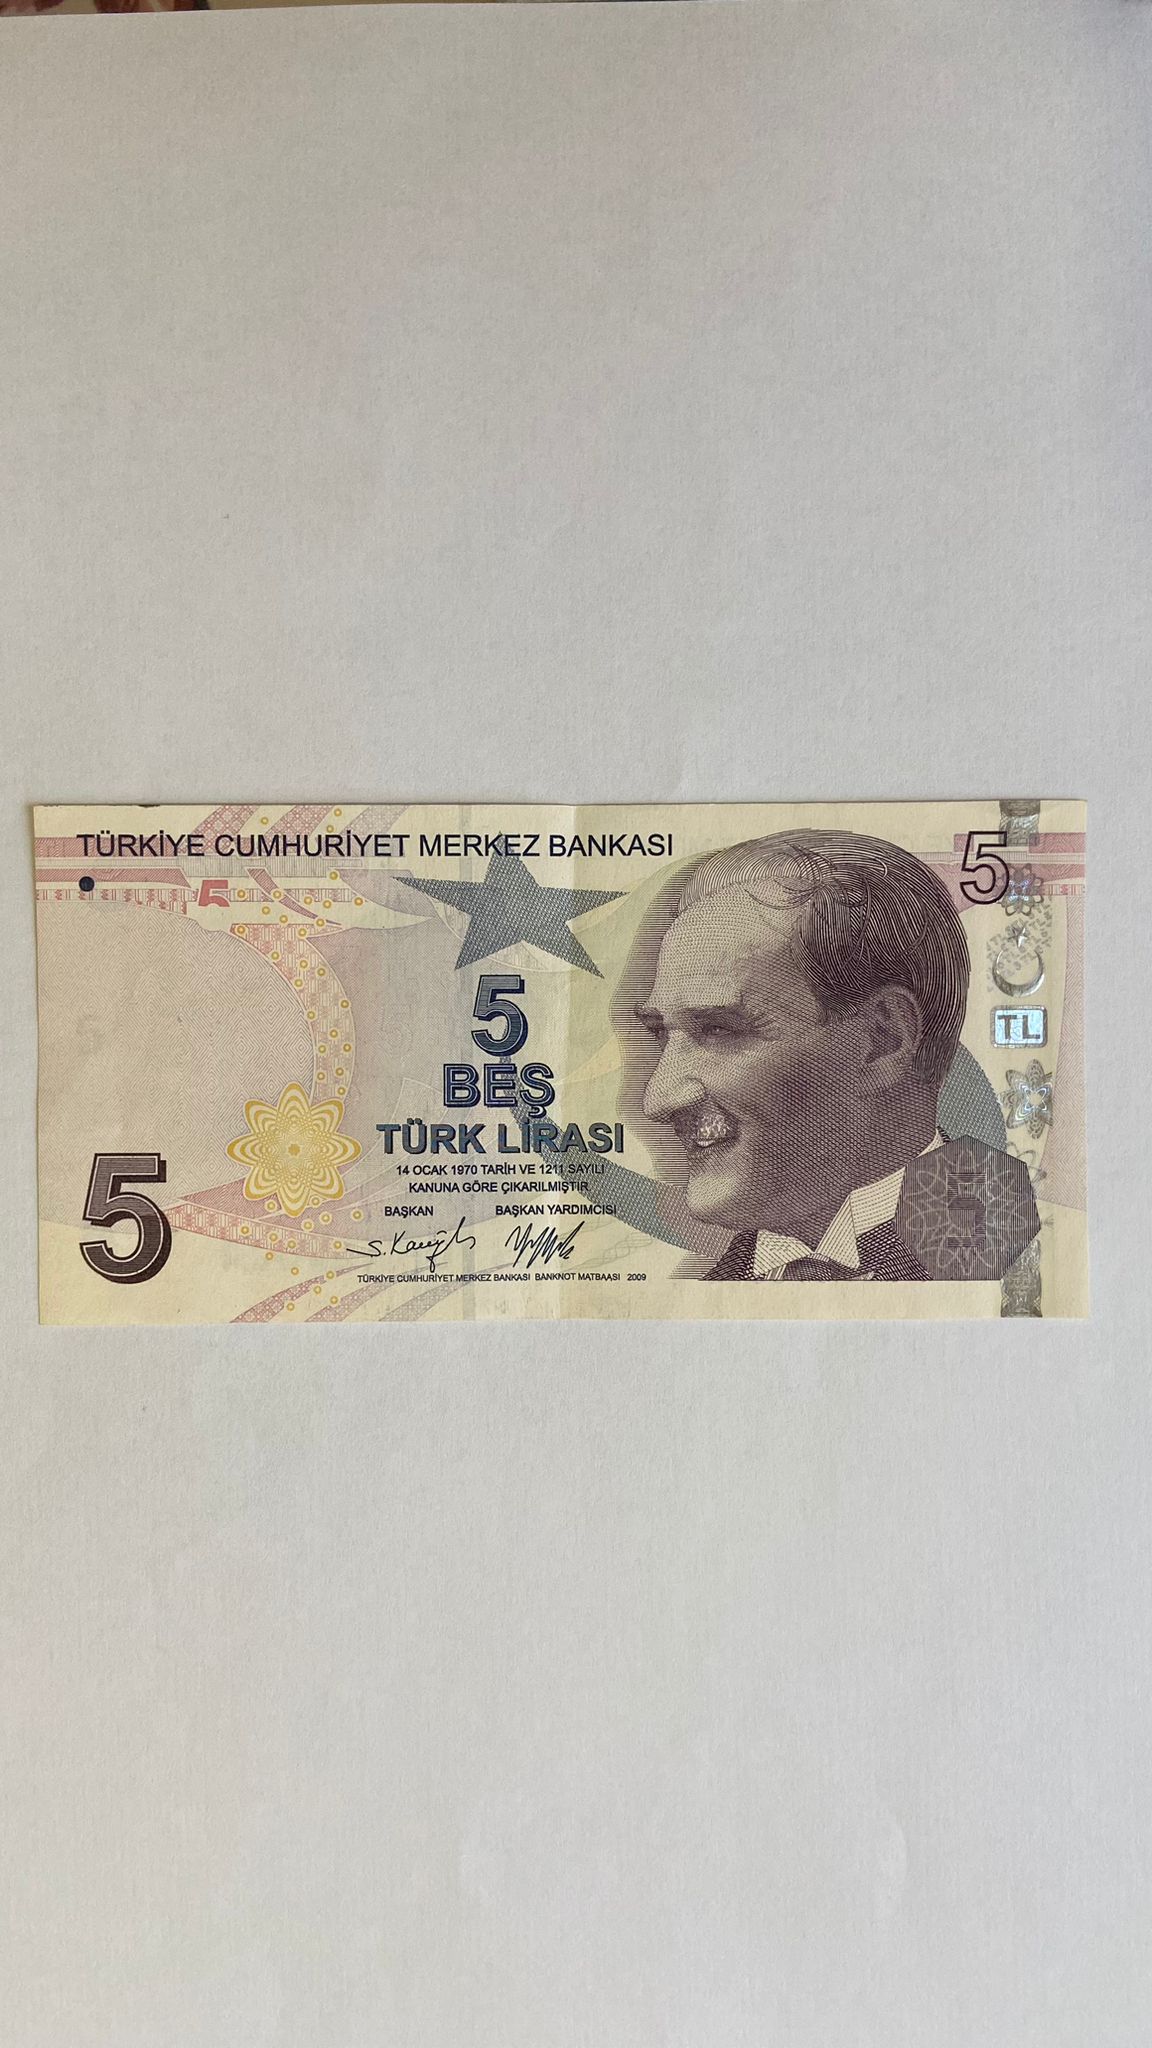 TÜRKİYE CUMHURİYET MERKEZ BANKASI
5
5
5
BEŞ
TÜRK LİRASI
14 OCAK 1970 TARİH VE 1211 SAYILI
KANUNA GÖRE ÇIKARILMIŞTIR
BAŞKAN BAŞKAN YARDIMCISI
5
TÜRKİYE CUMHURİYET MERKEZ BANKASI BANKNOT MATBAASI 2009
TL